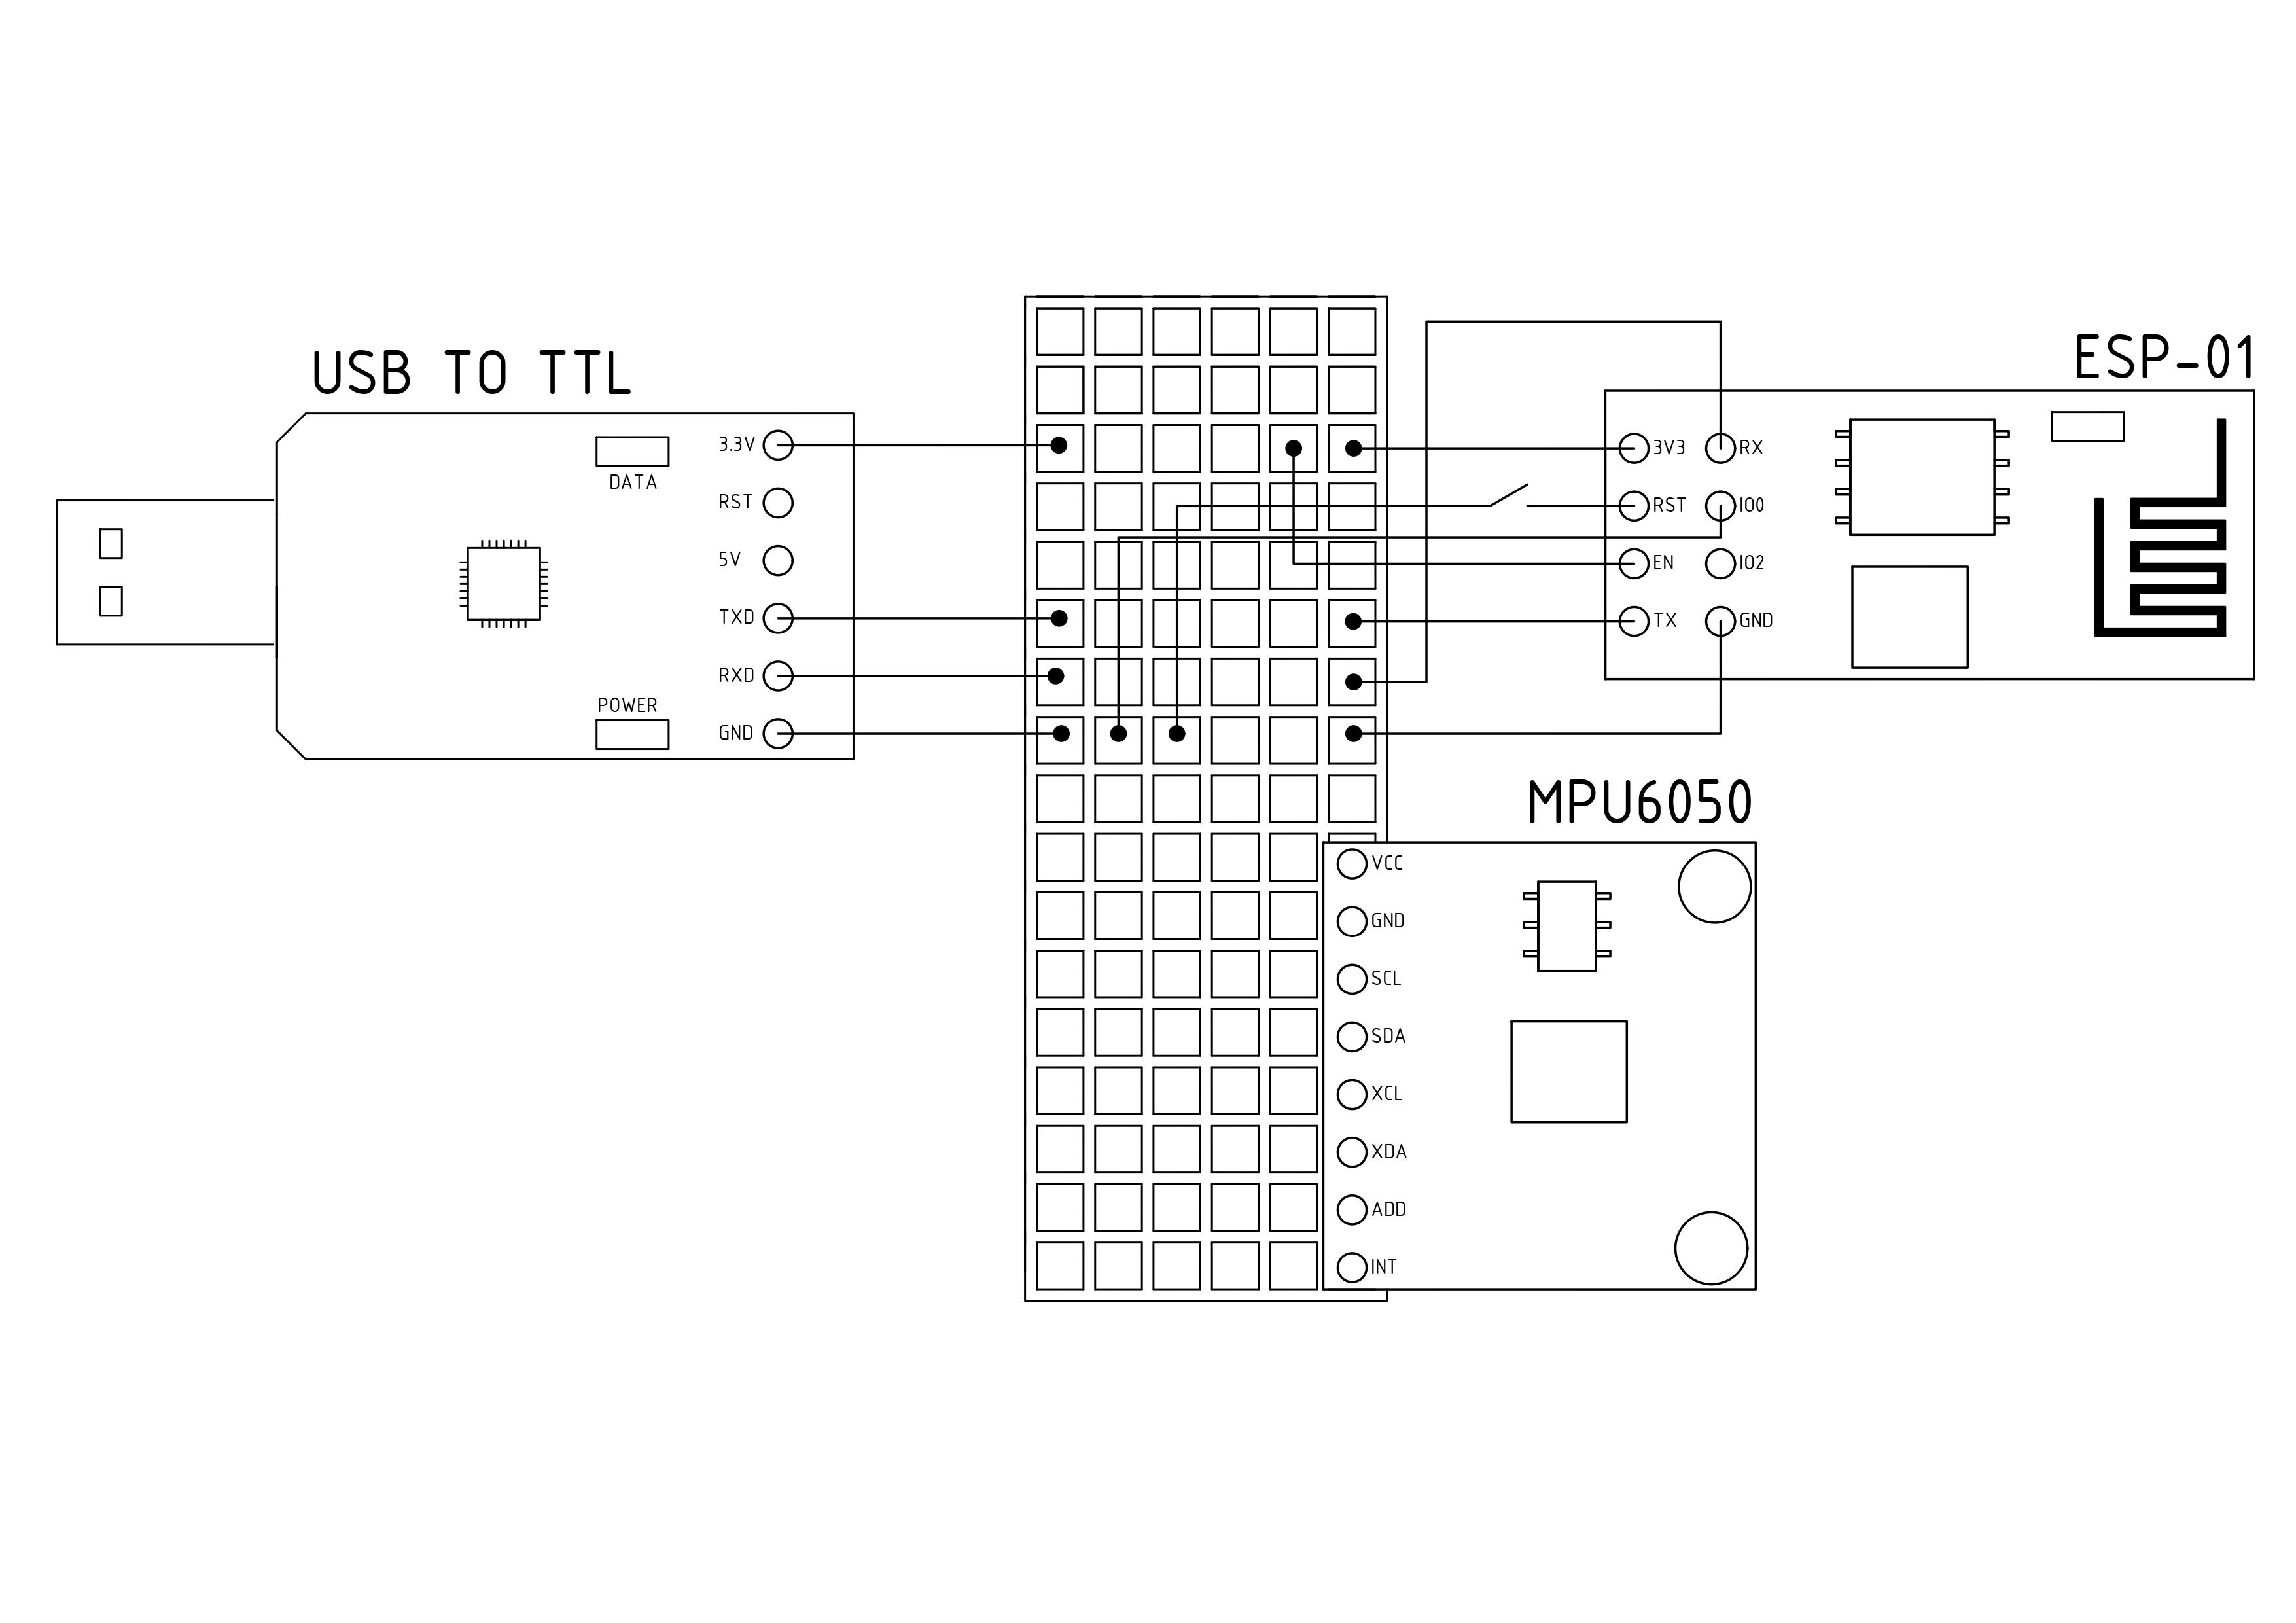 USB TO TTL
DATA
POWER
3.3V
RST
5V
TXD
RXD
GND
ESP-01
3V3 RX
RST IO0
EN IO2
TX GND
MPU6050
VCC
GND
SCL
SDA
XCL
XDA
ADD
INT